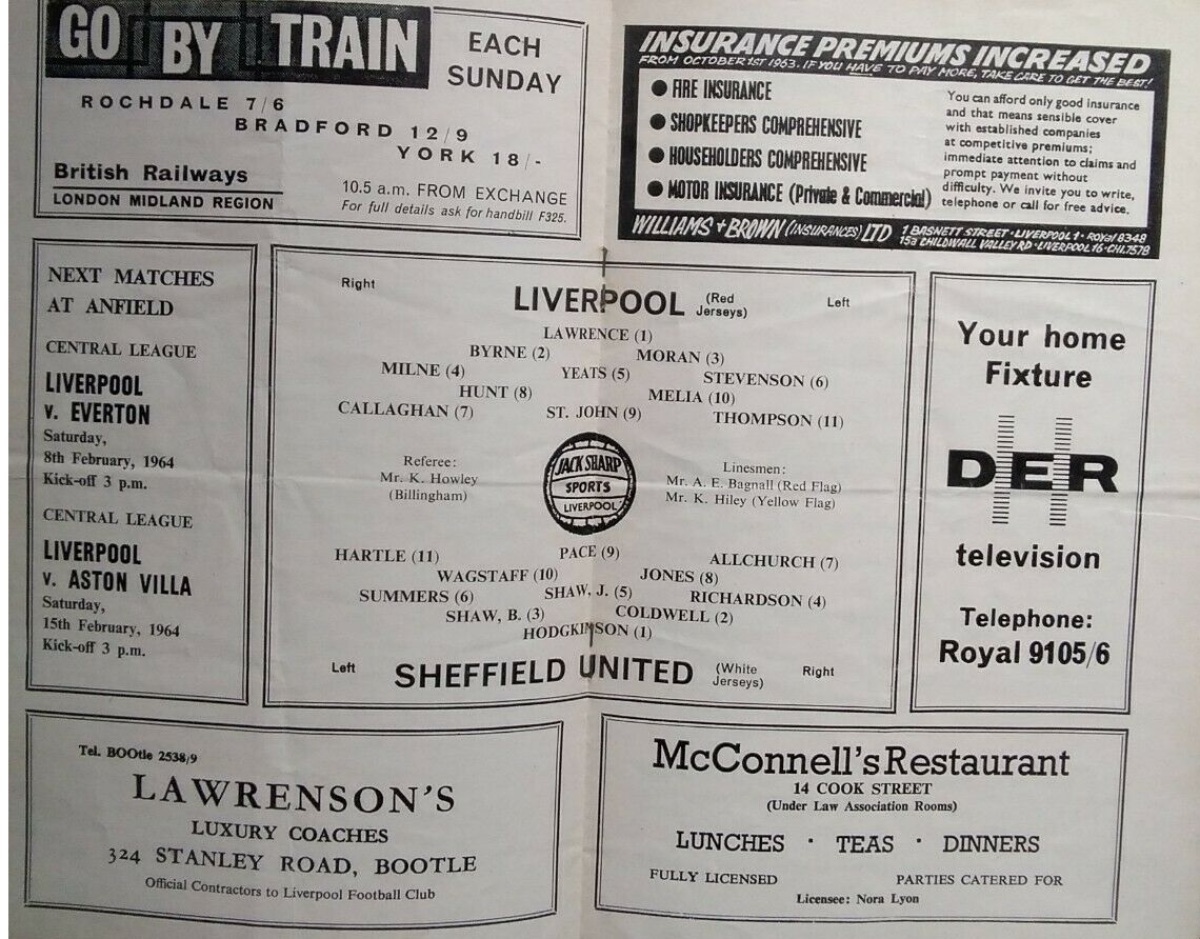 GO BY TRAIN
EACH
SUNDAY
ROCHDALE 7/6
BRADFORD 12/9
YORK 18/-
British Railways
LONDON MIDLAND REGION
10.5 a.m. FROM EXCHANGE
For full details ask for handbill F325.
INSURANCE PREMIUMS INCREASED
FROM OCTOBER 1ST 1963. IF YOU HAVE TO PAY MORE, TAKE CARE TO GET THE BEST!
● FIRE INSURANCE
● SHOPKEEPERS COMPREHENSIVE
● HOUSEHOLDERS COMPREHENSIVE
● MOTOR INSURANCE (Private & Commercial)
You can afford only good insurance
and that means sensible cover
with established companies
at competitive premiums;
immediate attention to claims and
prompt payment without
difficulty. We invite you to write,
telephone or call for free advice.
WILLIAMS + BROWN (INSURANCES) LTD
1 BASNETT STREET · LIVERPOOL 1 · ROYal 8348
15a CHILDWALL VALLEY RD · LIVERPOOL 16 · CHI. 7578
NEXT MATCHES
AT ANFIELD
CENTRAL LEAGUE
LIVERPOOL
v. EVERTON
Saturday,
8th February, 1964
Kick-off 3 p.m.
CENTRAL LEAGUE
LIVERPOOL
v. ASTON VILLA
Saturday,
15th February, 1964
Kick-off 3 p.m.
Right LIVERPOOL (Red Jerseys) Left
LAWRENCE (1)
BYRNE (2) MORAN (3)
MILNE (4) YEATS (5) STEVENSON (6)
HUNT (8) MELIA (10)
CALLAGHAN (7) ST. JOHN (9) THOMPSON (11)
Referee:
Mr. K. Howley
(Billingham)
JACK SHARP
SPORTS
LIVERPOOL
Linesmen:
Mr. A. E. Bagnall (Red Flag)
Mr. K. Hiley (Yellow Flag)
HARTLE (11) PACE (9) ALLCHURCH (7)
WAGSTAFF (10) JONES (8)
SUMMERS (6) SHAW, J. (5) RICHARDSON (4)
SHAW, B. (3) COLDWELL (2)
HODGKINSON (1)
Left SHEFFIELD UNITED (White Jerseys) Right
Your home
Fixture
DER
television
Telephone:
Royal 9105/6
Tel. BOOtle 2538/9
LAWRENSON'S
LUXURY COACHES
324 STANLEY ROAD, BOOTLE
Official Contractors to Liverpool Football Club
McConnell's Restaurant
14 COOK STREET
(Under Law Association Rooms)
LUNCHES · TEAS · DINNERS
FULLY LICENSED PARTIES CATERED FOR
Licensee: Nora Lyon